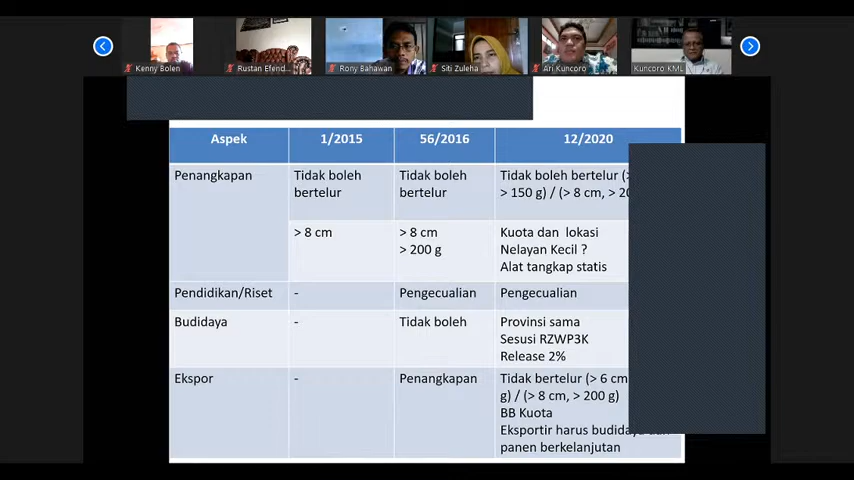 Kenny Bolen
Rustan Efend...
Rony Bahawan
Siti Zuleha
Ari Kuncoro
Kuncoro-KML
Aspek
1/2015
56/2016
12/2020
Penangkapan
Tidak boleh
bertelur
Tidak boleh
bertelur
Tidak boleh bertelur (>
> 150 g) / (> 8 cm, > 20
> 8 cm
> 8 cm
> 200 g
Kuota dan lokasi
Nelayan Kecil ?
Alat tangkap statis
Pendidikan/Riset
-
Pengecualian
Pengecualian
Budidaya
-
Tidak boleh
Provinsi sama
Sesusi RZWP3K
Release 2%
Ekspor
-
Penangkapan
Tidak bertelur (> 6 cm
g) / (> 8 cm, > 200 g)
BB Kuota
Eksportir harus
panen berkelanjutan